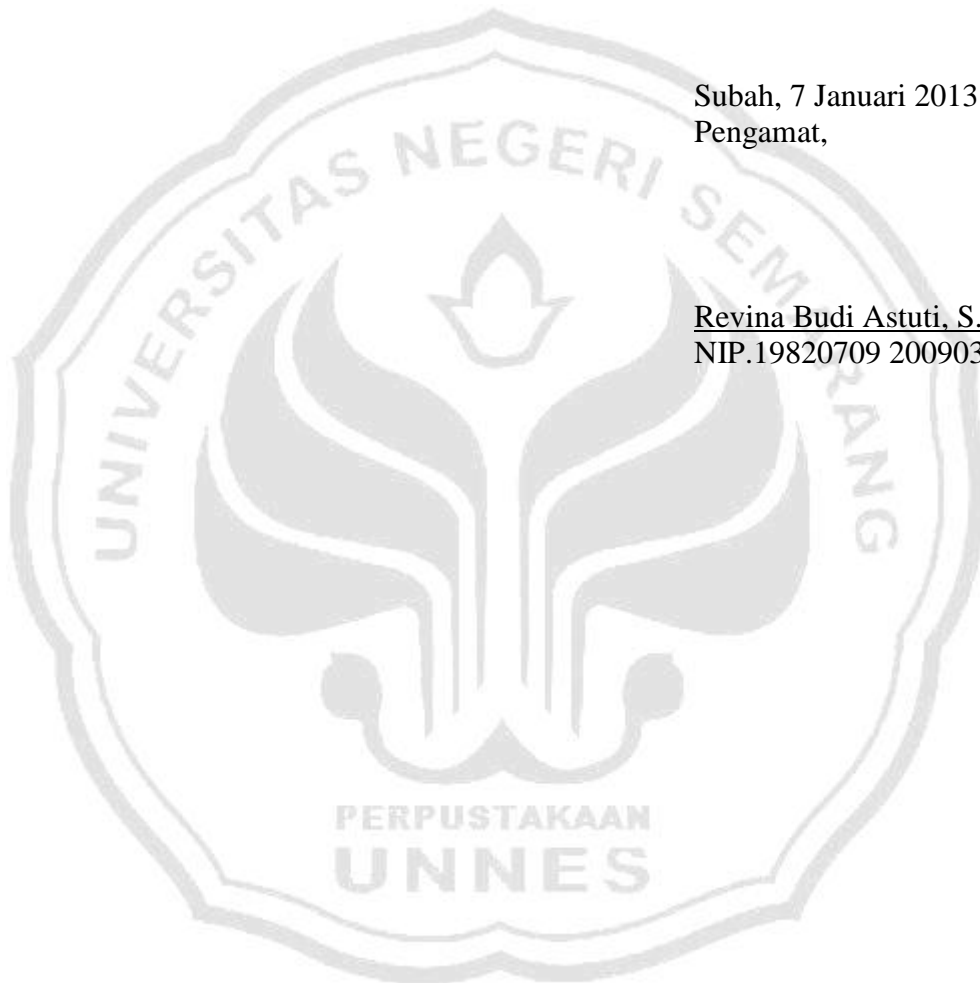 Subah, 7 Januari 2013
Pengamat,
Revina Budi Astuti, S.
NIP.19820709 200903
UNIVERSITAS NEGERI SEMARANG
PERPUSTAKAAN
UNNES